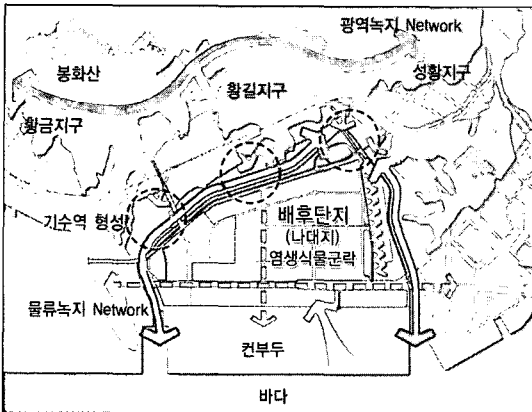 광역녹지 Network
봉화산
성황지구
황길지구
황금지구
기수역 형성
배후단지
(나대지)
염생식물군락
물류녹지 Network
컨부두
바다